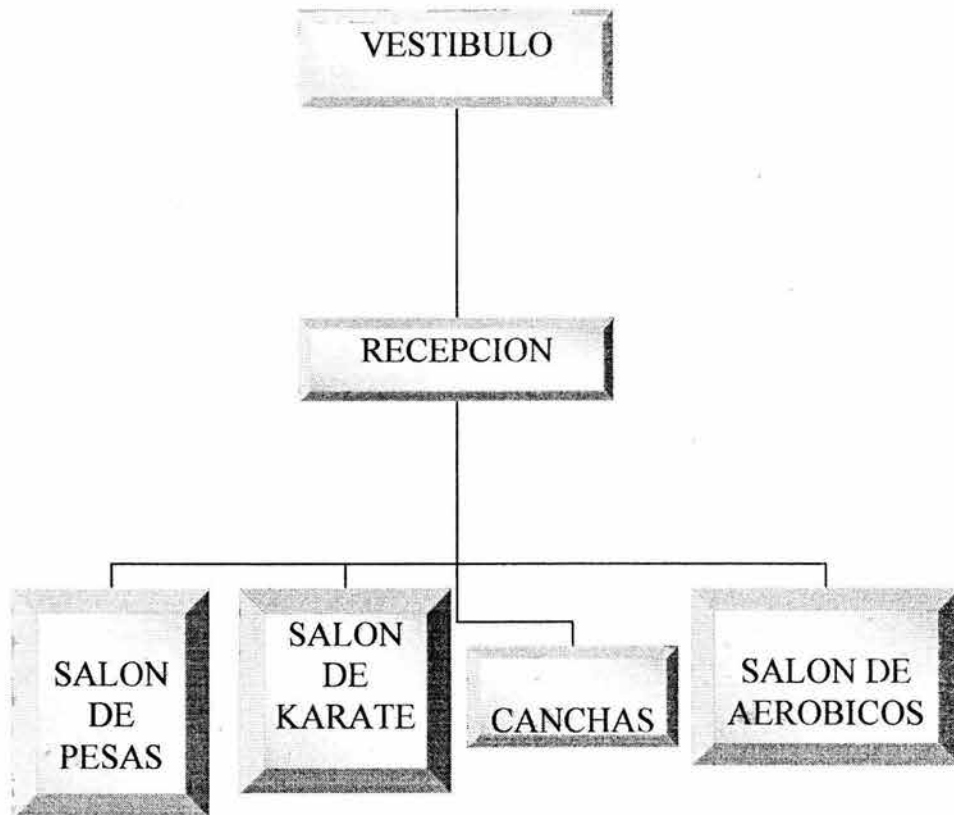 VESTIBULO
RECEPCION
SALON
DE
PESAS
SALON
DE
KARATE
CANCHAS
SALON DE
AEROBICOS